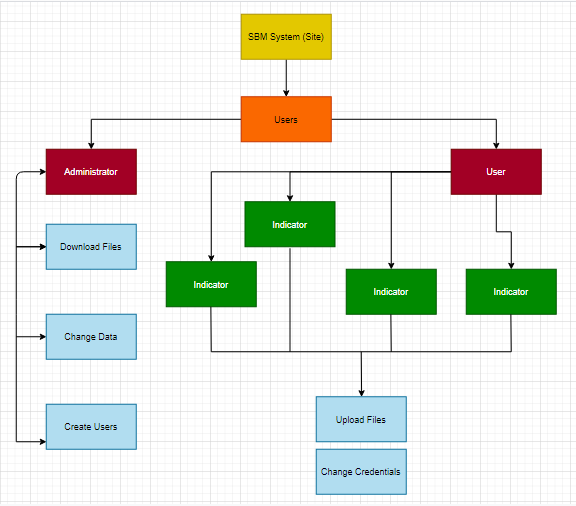 SBM System (Site)
Users
Administrator
User
Indicator
Download Files
Indicator
Indicator
Indicator
Change Data
Create Users
Upload Files
Change Credentials